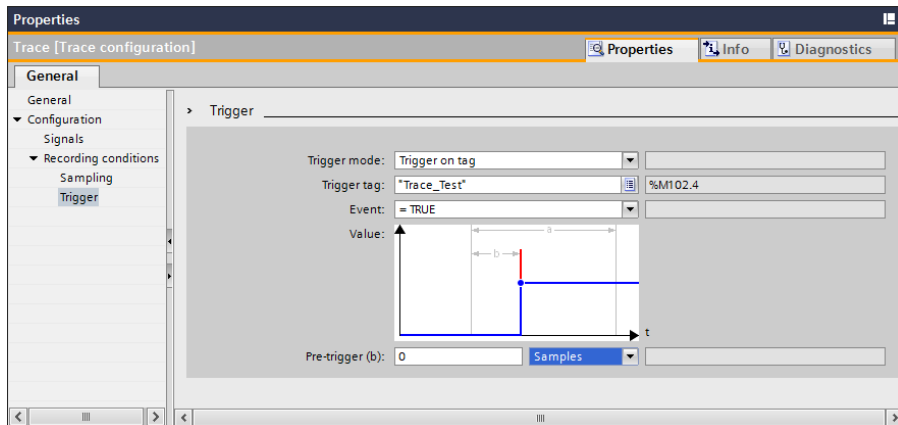 Properties
Trace [Trace configuration]
Properties
Info
Diagnostics
General
General
Configuration
Signals
Recording conditions
Sampling
Trigger
Trigger
Trigger mode: Trigger on tag
Trigger tag: "Trace_Test" %M102.4
Event: = TRUE
Value:
a
b
t
Pre-trigger (b): 0 Samples